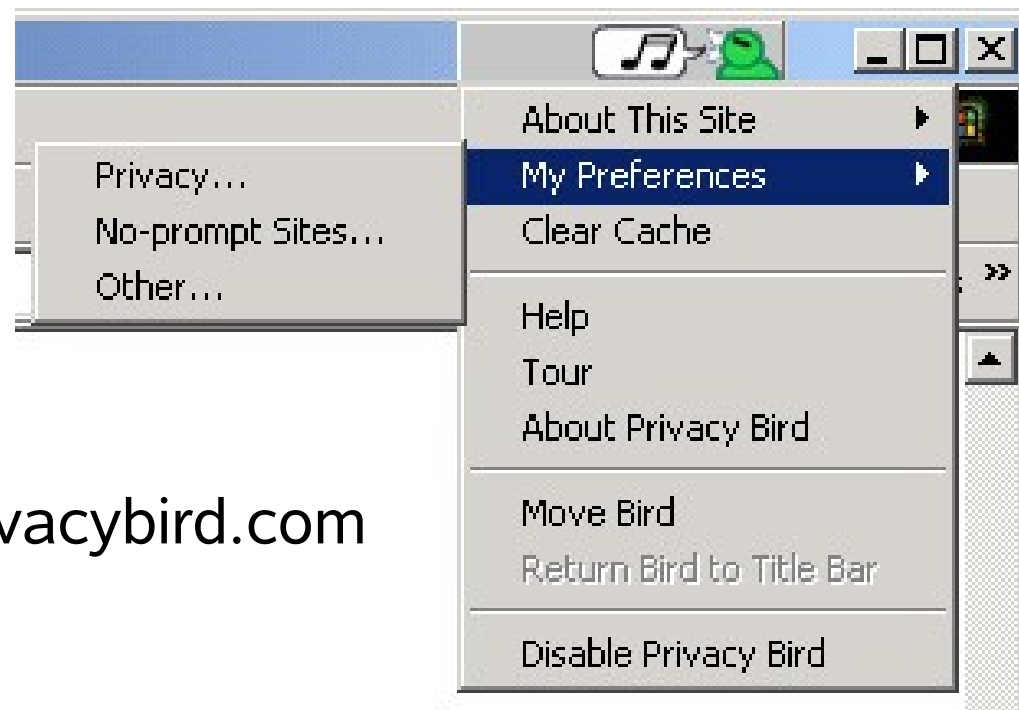 About This Site
My Preferences
Clear Cache
Privacy...
No-prompt Sites...
Other...
Help
Tour
About Privacy Bird
Move Bird
Return Bird to Title Bar
Disable Privacy Bird
vacybird.com